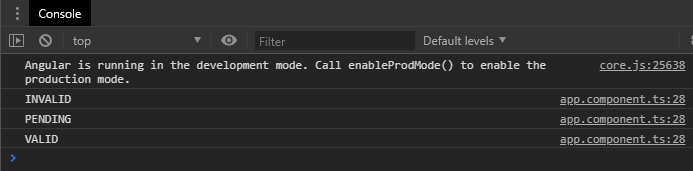 Console
top Filter Default levels
Angular is running in the development mode. Call enableProdMode() to enable the core.js:25638
production mode.
INVALID app.component.ts:28
PENDING app.component.ts:28
VALID app.component.ts:28